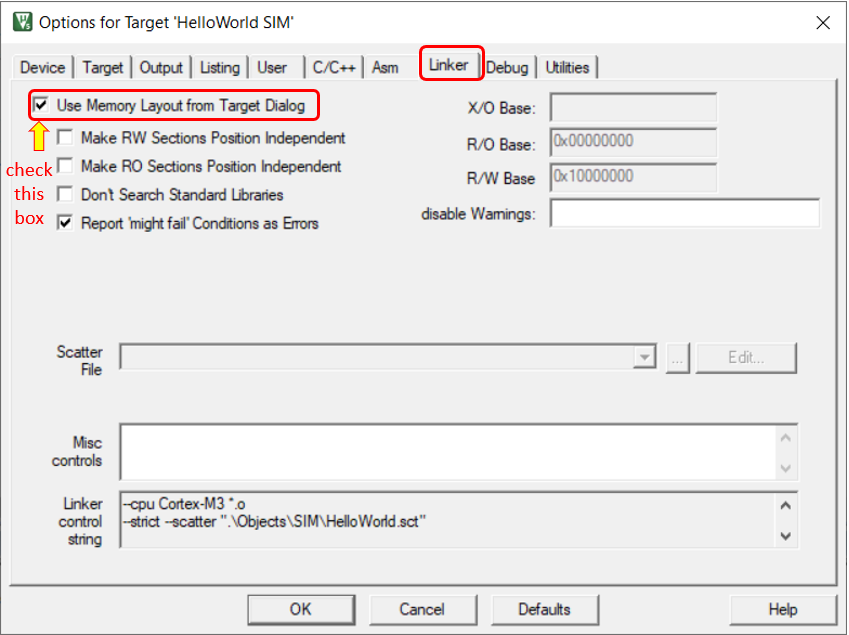 Options for Target 'HelloWorld SIM'
Device Target Output Listing User C/C++ Asm Linker Debug Utilities
Use Memory Layout from Target Dialog
Make RW Sections Position Independent
Make RO Sections Position Independent
Don't Search Standard Libraries
Report 'might fail' Conditions as Errors
check
this
box
X/O Base:
R/O Base: 0x00000000
R/W Base 0x10000000
disable Warnings:
Scatter
File
... Edit...
Misc
controls
Linker
control
string
--cpu Cortex-M3 *.o
--strict --scatter ".\Objects\SIM\HelloWorld.sct"
OK Cancel Defaults Help